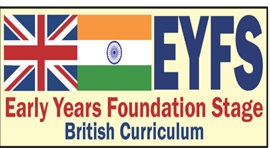 EYFS
Early Years Foundation Stage
British Curriculum